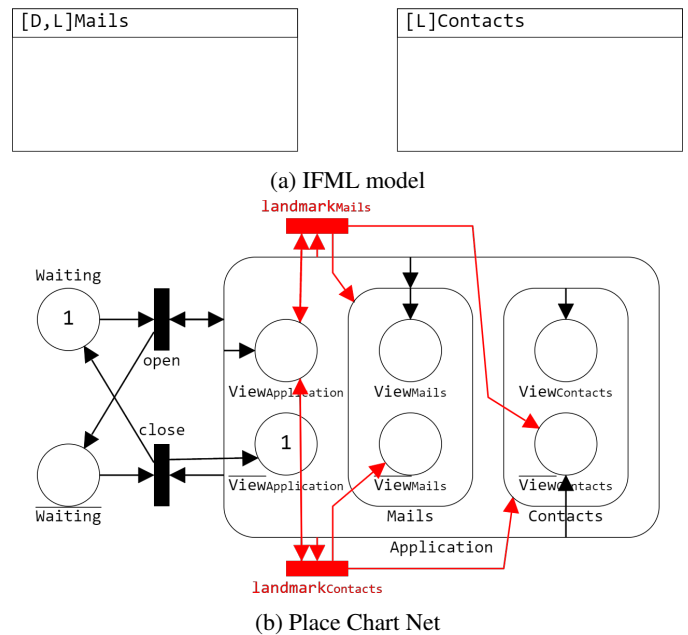 [D,L]Mails
[L]Contacts
(a) IFML model
landmarkMails
Waiting
1
open
ViewApplication
ViewMails
ViewContacts
close
1
Waiting
ViewApplication
ViewMails
ViewContacts
Mails
Contacts
Application
landmarkContacts
(b) Place Chart Net